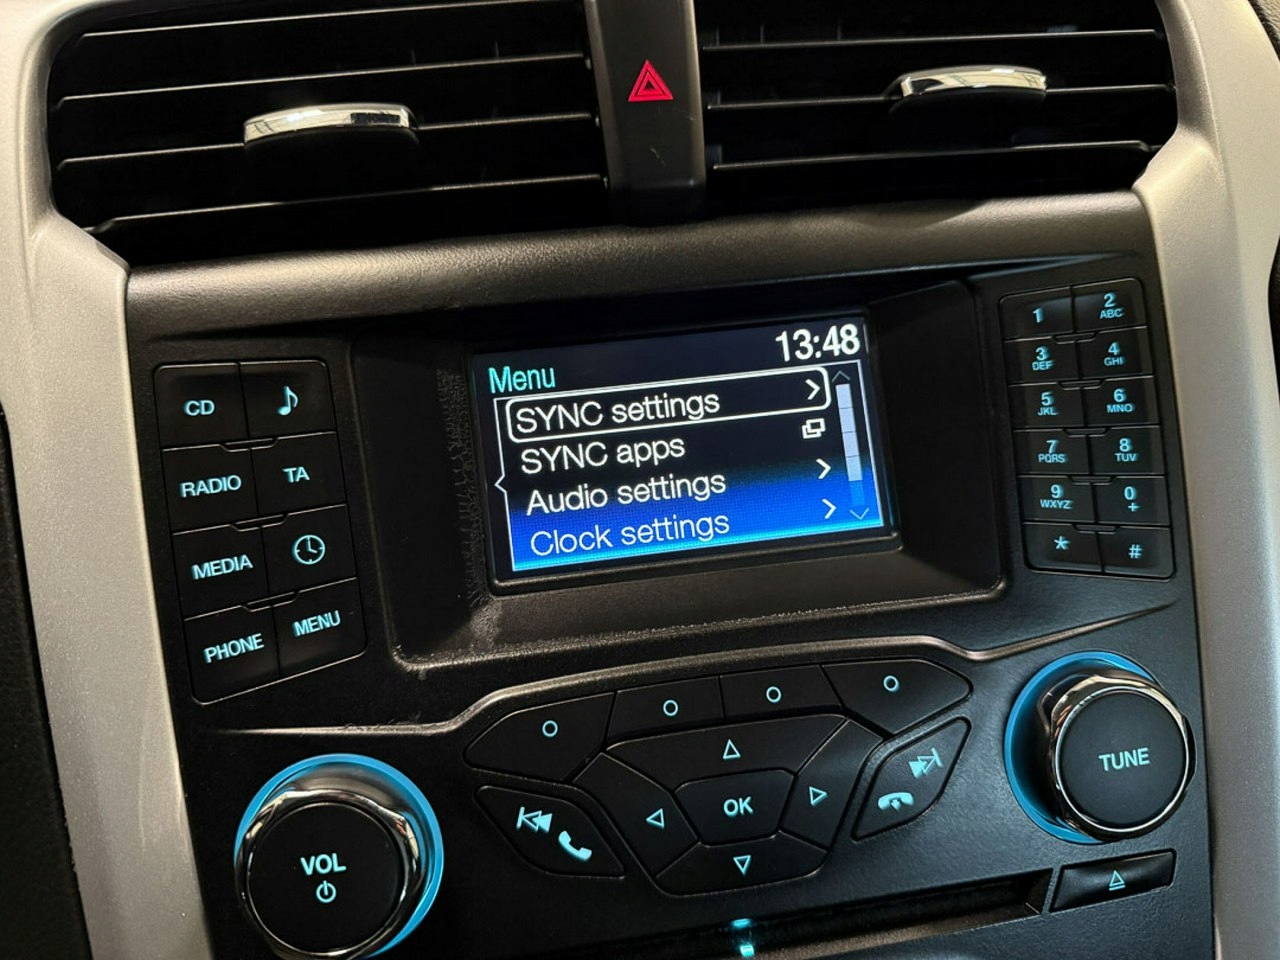 13:48
Menu
SYNC settings
SYNC apps
Audio settings
Clock settings
CD
RADIO TA
MEDIA
PHONE MENU
1 2 ABC
3 DEF 4 GHI
5 JKL 6 MNO
7 PQRS 8 TUV
9 WXYZ 0 +
* #
OK
VOL
TUNE